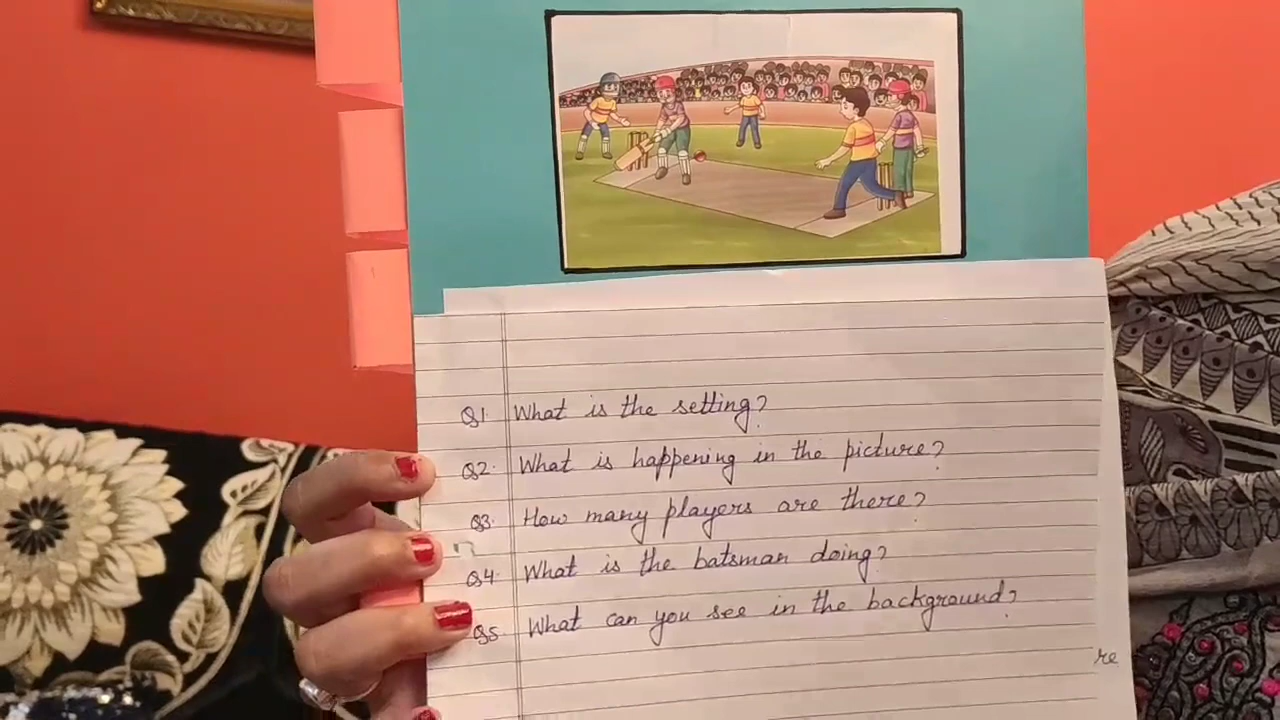 Q1. What is the setting?
Q2. What is happening in the picture?
Q3. How many players are there?
Q4. What is the batsman doing?
Q5. What can you see in the background?
re